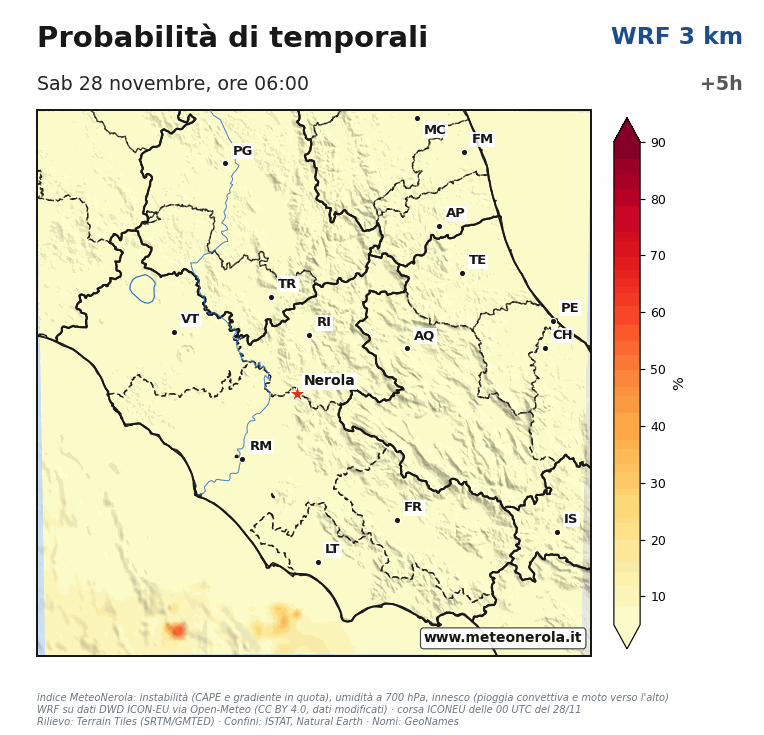 Probabilità di temporali
WRF 3 km
Sab 28 novembre, ore 06:00
+5h
MC
FM
PG
AP
TE
TR
PE
VT
RI
AQ
CH
Nerola
RM
FR
IS
LT
www.meteonerola.it
90
80
70
60
50
40
30
20
10
%
indice MeteoNerola: instabilità (CAPE e gradiente in quota), umidità a 700 hPa, innesco (pioggia convettiva e moto verso l'alto)
WRF su dati DWD ICON-EU via Open-Meteo (CC BY 4.0, dati modificati) · corsa ICONEU delle 00 UTC del 28/11
Rilievo: Terrain Tiles (SRTM/GMTED) · Confini: ISTAT, Natural Earth · Nomi: GeoNames